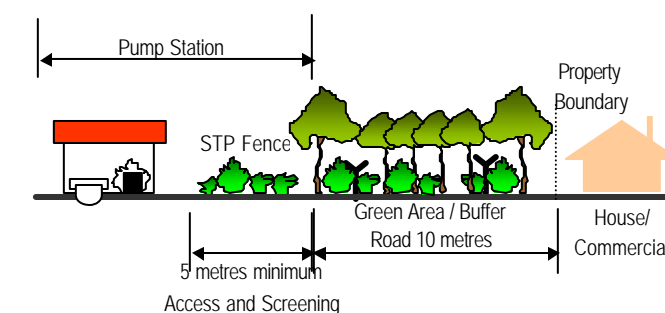 Pump Station
Property
Boundary
STP Fence
Green Area / Buffer
Road 10 metres
House/
Commercia
5 metres minimum
Access and Screening